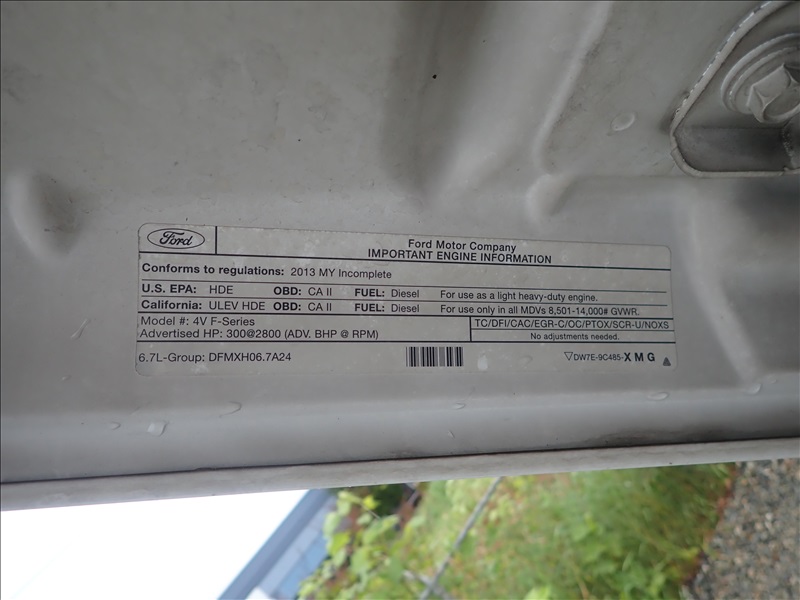 Ford
Ford Motor Company
IMPORTANT ENGINE INFORMATION
Conforms to regulations: 2013 MY Incomplete
U.S. EPA: HDE OBD: CA II FUEL: Diesel For use as a light heavy-duty engine.
California: ULEV HDE OBD: CA II FUEL: Diesel For use only in all MDVs 8,501-14,000# GVWR.
Model #: 4V F-Series
Advertised HP: 300@2800 (ADV. BHP @ RPM)
TC/DFI/CAC/EGR-C/OC/PTOX/SCR-U/NOXS
No adjustments needed.
6.7L-Group: DFMXH06.7A24
DW7E-9C485-XMG